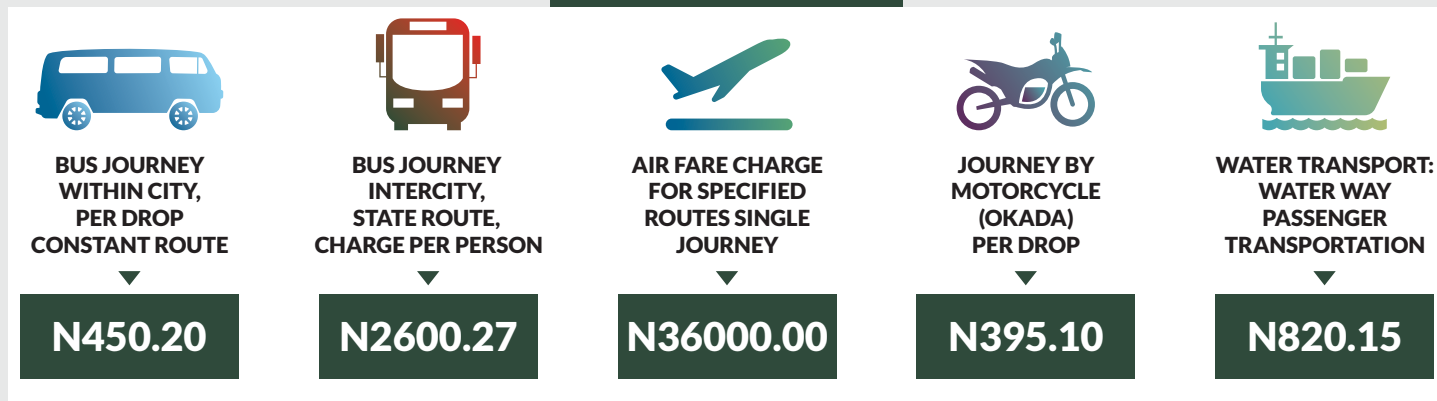 BUS JOURNEY
WITHIN CITY,
PER DROP
CONSTANT ROUTE
N450.20
BUS JOURNEY
INTERCITY,
STATE ROUTE,
CHARGE PER PERSON
N2600.27
AIR FARE CHARGE
FOR SPECIFIED
ROUTES SINGLE
JOURNEY
N36000.00
JOURNEY BY
MOTORCYCLE
(OKADA)
PER DROP
N395.10
WATER TRANSPORT:
WATER WAY
PASSENGER
TRANSPORTATION
N820.15